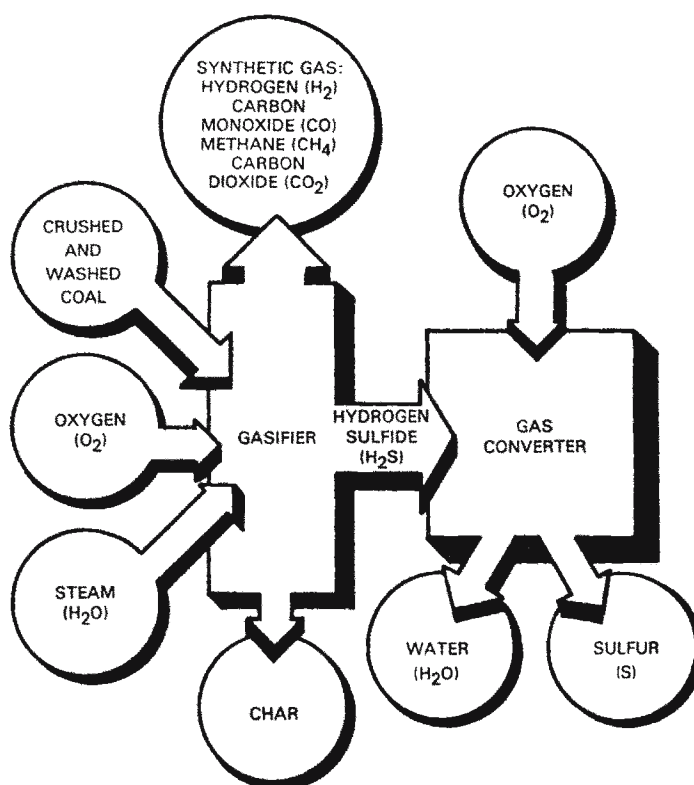 SYNTHETIC GAS:
HYDROGEN (H₂)
CARBON
MONOXIDE (CO)
METHANE (CH₄)
CARBON
DIOXIDE (CO₂)
OXYGEN
(O₂)
CRUSHED
AND
WASHED
COAL
OXYGEN
(O₂)
GASIFIER
HYDROGEN
SULFIDE
(H₂S)
GAS
CONVERTER
STEAM
(H₂O)
CHAR
WATER
(H₂O)
SULFUR
(S)